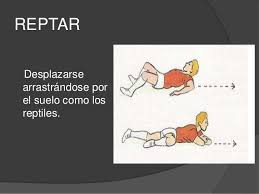 REPTAR
Desplazarse
arrastrándose por
el suelo como los
reptiles.